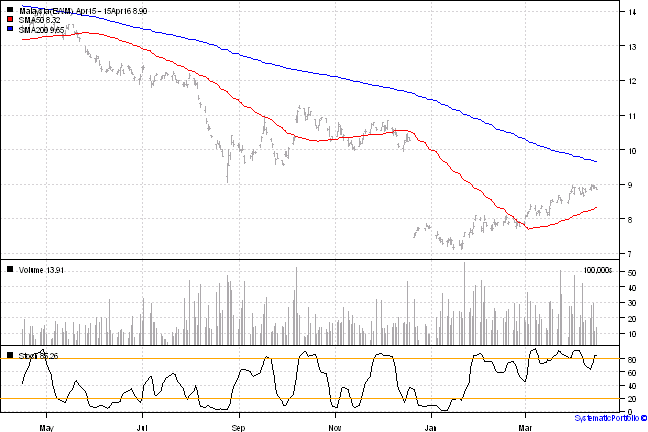 Malaysia(EWM) Apr15 - 15Apr16 8.90
SMA50 8.32
SMA200 9.65
14
13
12
11
10
9
8
7
Volume 13.91
100,000s
50
40
30
20
10
Stoch 85.26
80
60
40
20
0
May Jul Sep Nov Jan Mar
SystematicPortfolio ©